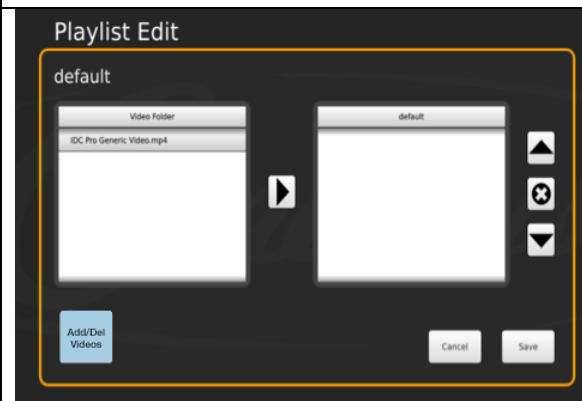 Playlist Edit
default
Video Folder
default
IDC Pro Generic Video.mp4
Add/Del
Videos
Cancel
Save